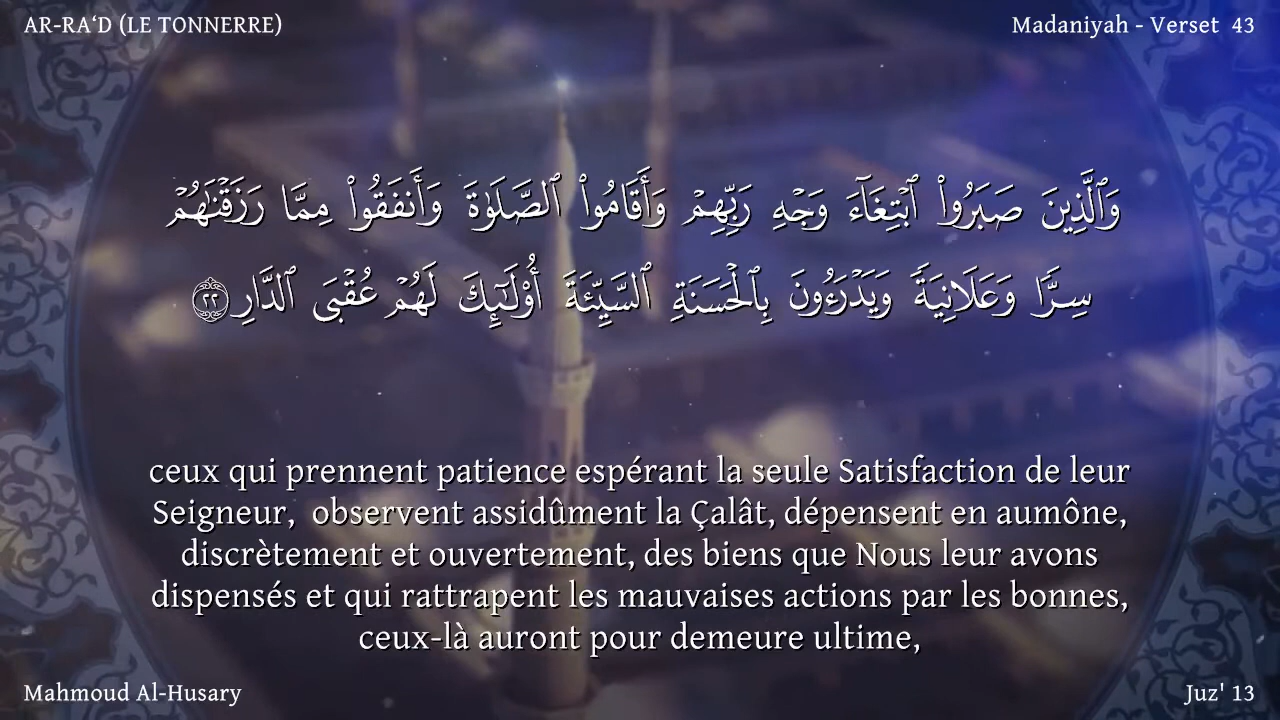 AR-RA‘D (LE TONNERRE)
Madaniyah - Verset 43
وَٱلَّذِينَ صَبَرُوا۟ ٱبْتِغَآءَ وَجْهِ رَبِّهِمْ وَأَقَامُوا۟ ٱلصَّلَوٰةَ وَأَنفَقُوا۟ مِمَّا رَزَقْنَٰهُمْ
سِرًّا وَعَلَانِيَةً وَيَدْرَءُونَ بِٱلْحَسَنَةِ ٱلسَّيِّئَةَ أُو۟لَٰٓئِكَ لَهُمْ عُقْبَى ٱلدَّارِ ٢٢
ceux qui prennent patience espérant la seule Satisfaction de leur
Seigneur,  observent assidûment la Çalât, dépensent en aumône,
discrètement et ouvertement, des biens que Nous leur avons
dispensés et qui rattrapent les mauvaises actions par les bonnes,
ceux-là auront pour demeure ultime,
Mahmoud Al-Husary
Juz' 13